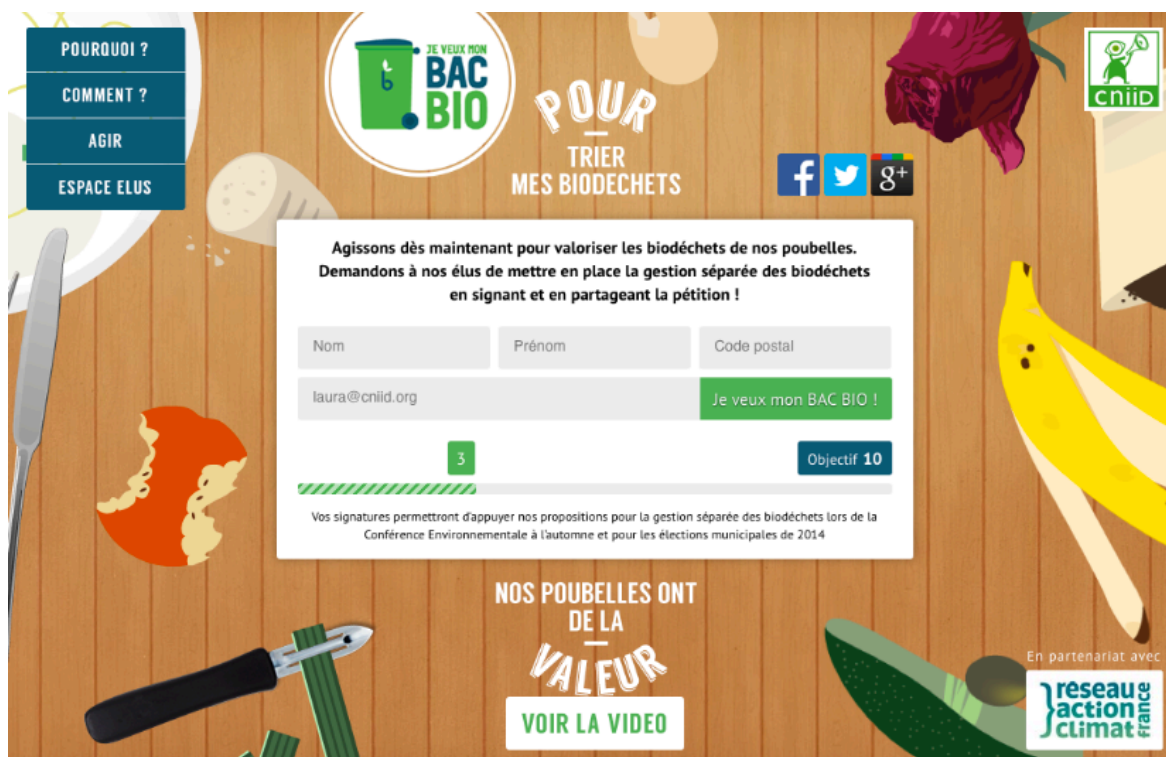 POURQUOI ?
COMMENT ?
AGIR
ESPACE ELUS
JE VEUX MON
BAC
BIO
b
POUR
TRIER
MES BIODECHETS
f
g+
cniiD
Agissons dès maintenant pour valoriser les biodéchets de nos poubelles.
Demandons à nos élus de mettre en place la gestion séparée des biodéchets
en signant et en partageant la pétition !
Nom
Prénom
Code postal
laura@cniid.org
Je veux mon BAC BIO !
3
Objectif 10
Vos signatures permettront d'appuyer nos propositions pour la gestion séparée des biodéchets lors de la
Conférence Environnementale à l'automne et pour les élections municipales de 2014
NOS POUBELLES ONT
DE LA
VALEUR
VOIR LA VIDEO
En partenariat avec
réseau
action
climat
france